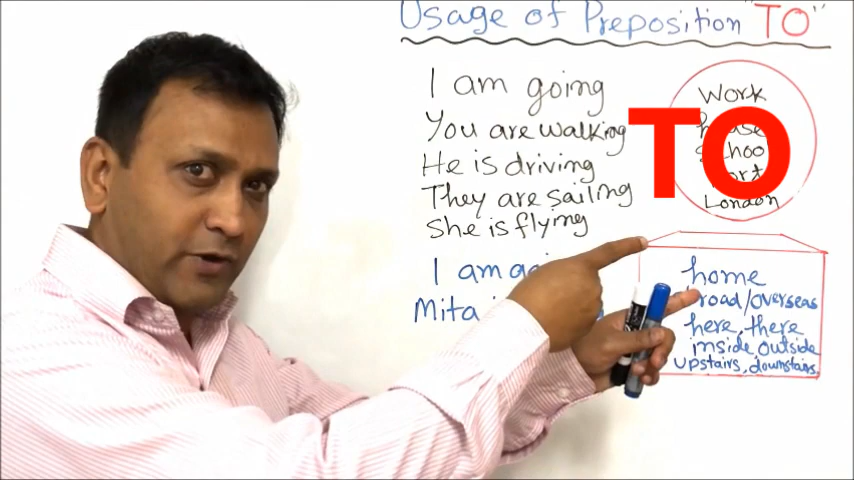 Usage of Preposition "TO"
I am going
You are walking
He is driving
They are sailing
She is flying
Work
London
TO
I am
Mita
home
road/overseas
here, there
inside, outside
upstairs, downstairs